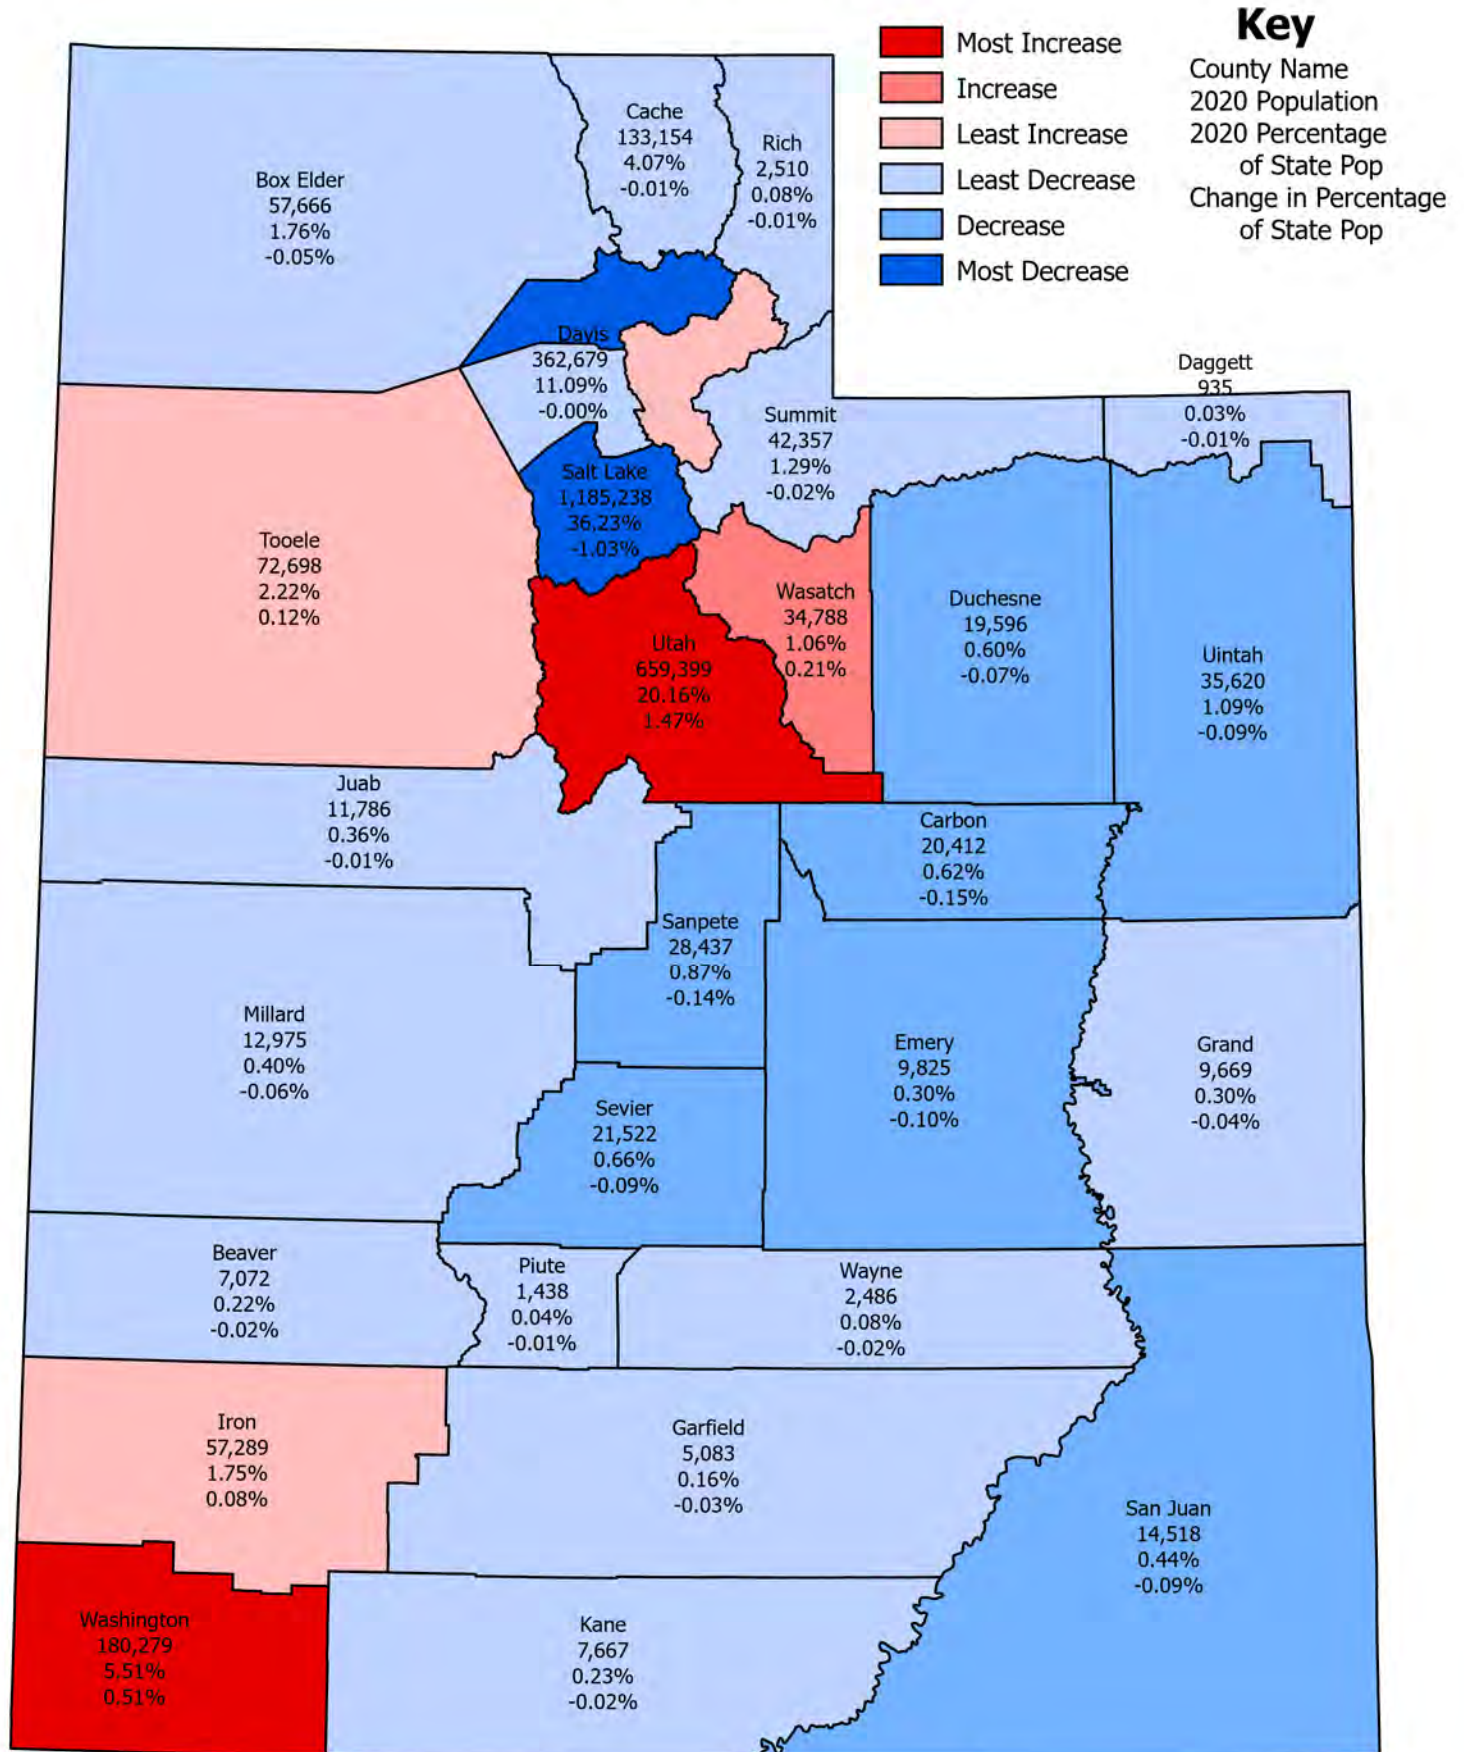 Key
County Name
2020 Population
2020 Percentage
of State Pop
Change in Percentage
of State Pop
Most Increase
Increase
Least Increase
Least Decrease
Decrease
Most Decrease
Cache
133,154
4.07%
-0.01%
Rich
2,510
0.08%
-0.01%
Box Elder
57,666
1.76%
-0.05%
Davis
362,679
11.09%
-0.00%
Daggett
935
0.03%
-0.01%
Summit
42,357
1.29%
-0.02%
Salt Lake
1,185,238
36.23%
-1.03%
Tooele
72,698
2.22%
0.12%
Wasatch
34,788
1.06%
0.21%
Duchesne
19,596
0.60%
-0.07%
Utah
659,399
20.16%
1.47%
Uintah
35,620
1.09%
-0.09%
Juab
11,786
0.36%
-0.01%
Carbon
20,412
0.62%
-0.15%
Sanpete
28,437
0.87%
-0.14%
Millard
12,975
0.40%
-0.06%
Emery
9,825
0.30%
-0.10%
Grand
9,669
0.30%
-0.04%
Sevier
21,522
0.66%
-0.09%
Beaver
7,072
0.22%
-0.02%
Piute
1,438
0.04%
-0.01%
Wayne
2,486
0.08%
-0.02%
Iron
57,289
1.75%
0.08%
Garfield
5,083
0.16%
-0.03%
San Juan
14,518
0.44%
-0.09%
Washington
180,279
5.51%
0.51%
Kane
7,667
0.23%
-0.02%